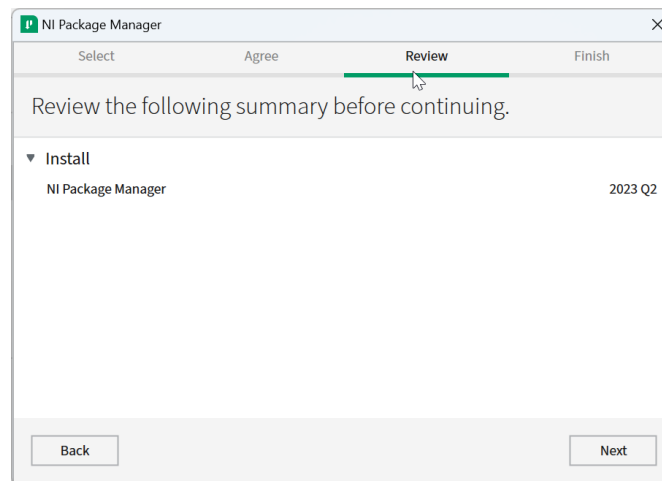 NI Package Manager
Select Agree Review Finish
Review the following summary before continuing.
Install
NI Package Manager 2023 Q2
Back Next